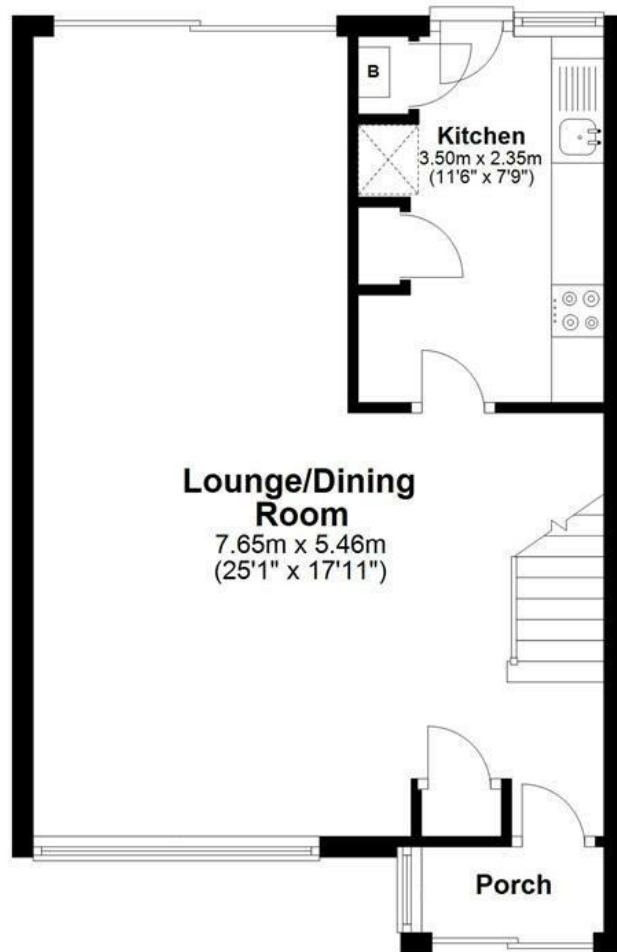 B
Kitchen
3.50m x 2.35m
(11'6" x 7'9")
Lounge/Dining
Room
7.65m x 5.46m
(25'1" x 17'11")
Porch